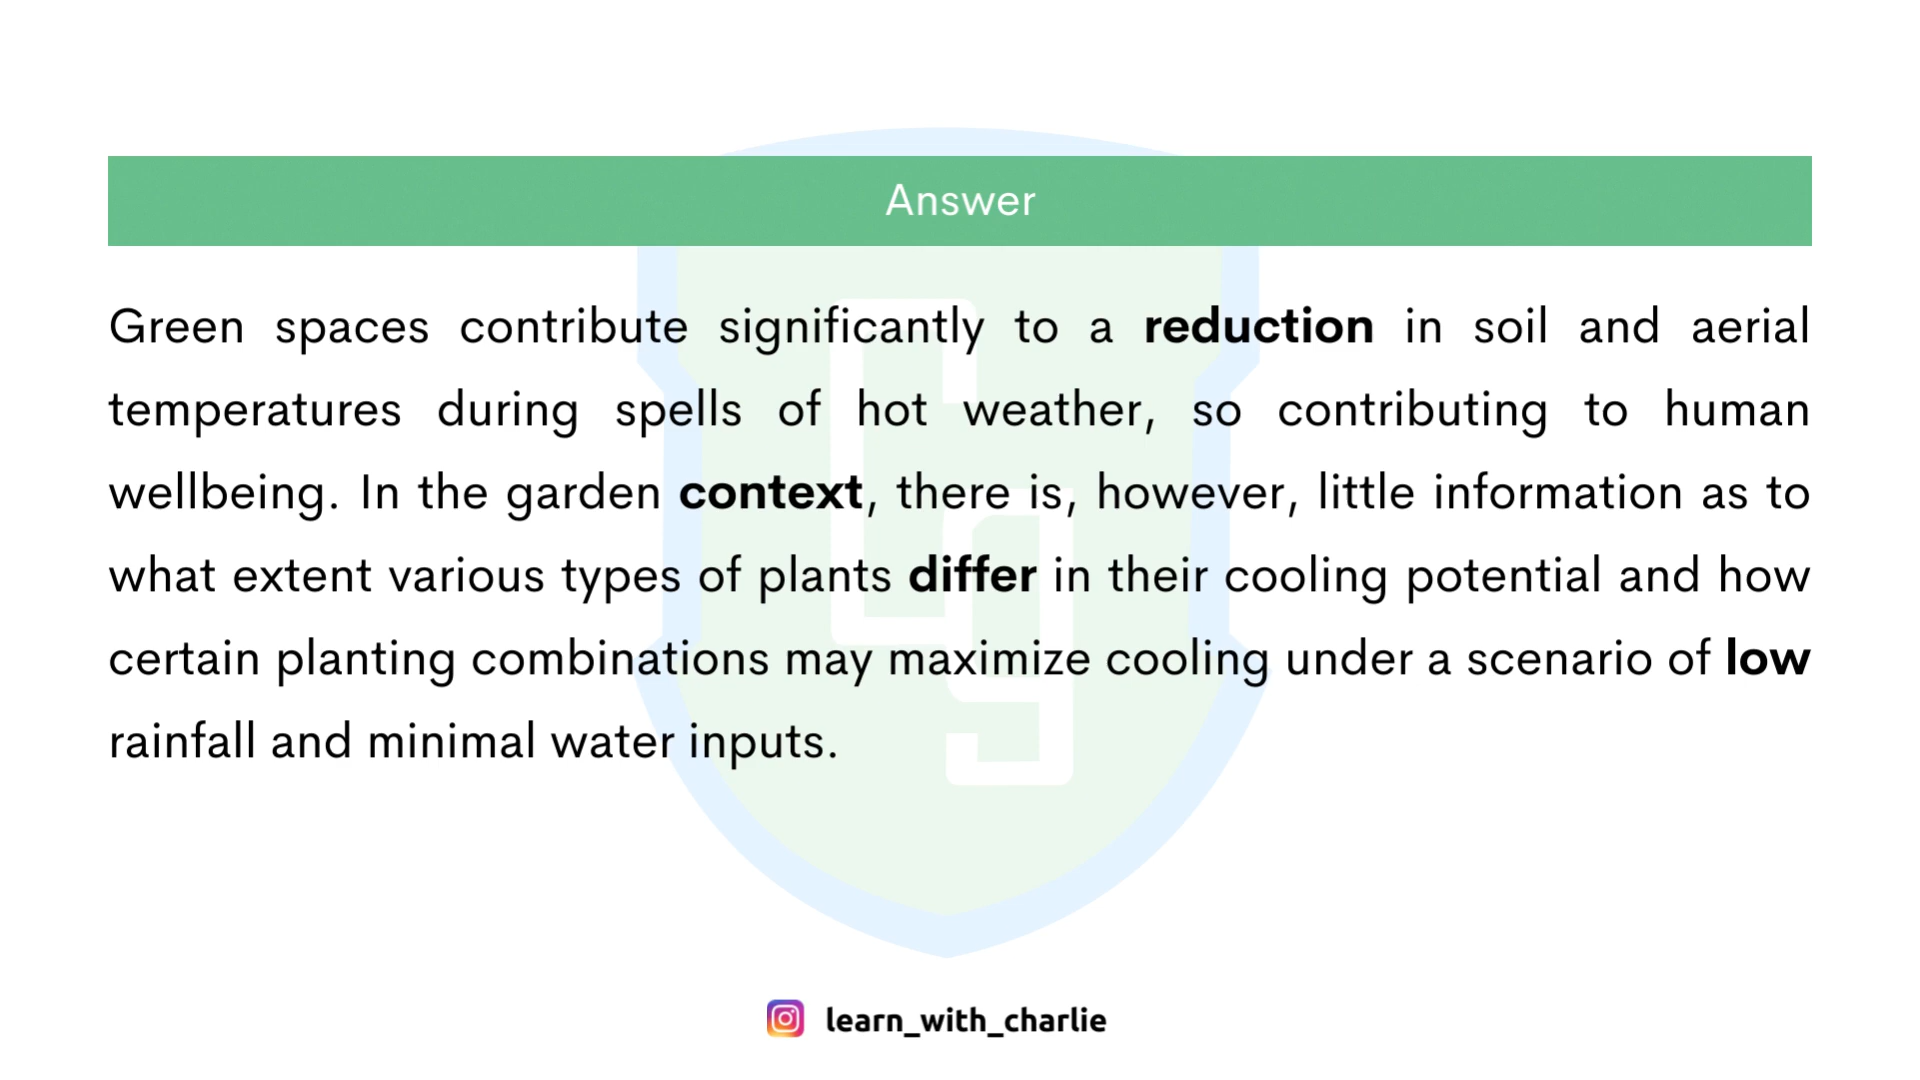 Answer
Green spaces contribute significantly to a reduction in soil and aerial
temperatures during spells of hot weather, so contributing to human
wellbeing. In the garden context, there is, however, little information as to
what extent various types of plants differ in their cooling potential and how
certain planting combinations may maximize cooling under a scenario of low
rainfall and minimal water inputs.
learn_with_charlie